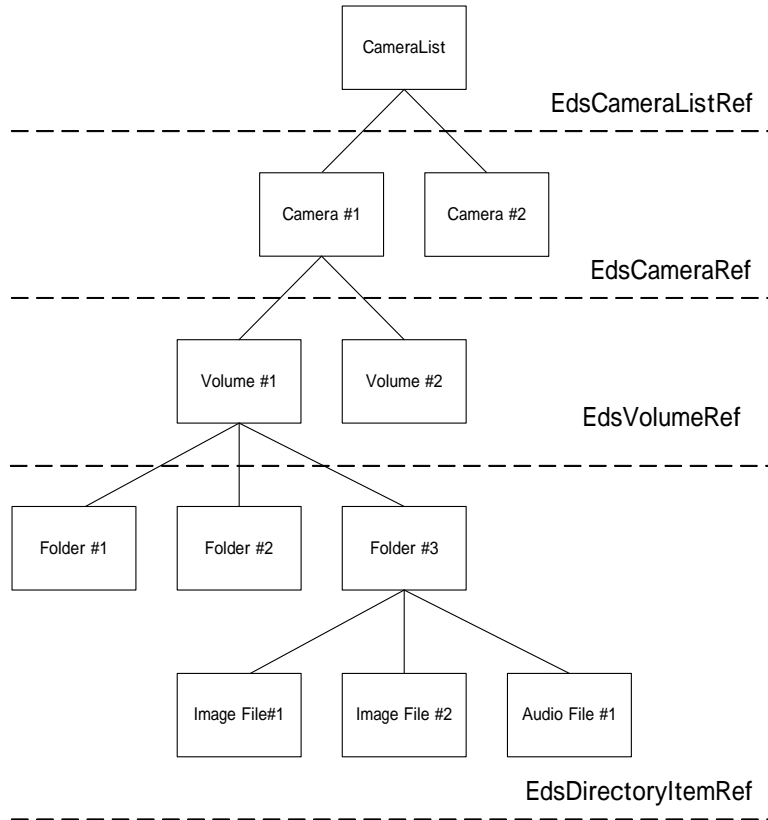 CameraList
EdsCameraListRef
Camera #1
Camera #2
EdsCameraRef
Volume #1
Volume #2
EdsVolumeRef
Folder #1
Folder #2
Folder #3
Image File#1
Image File #2
Audio File #1
EdsDirectoryItemRef